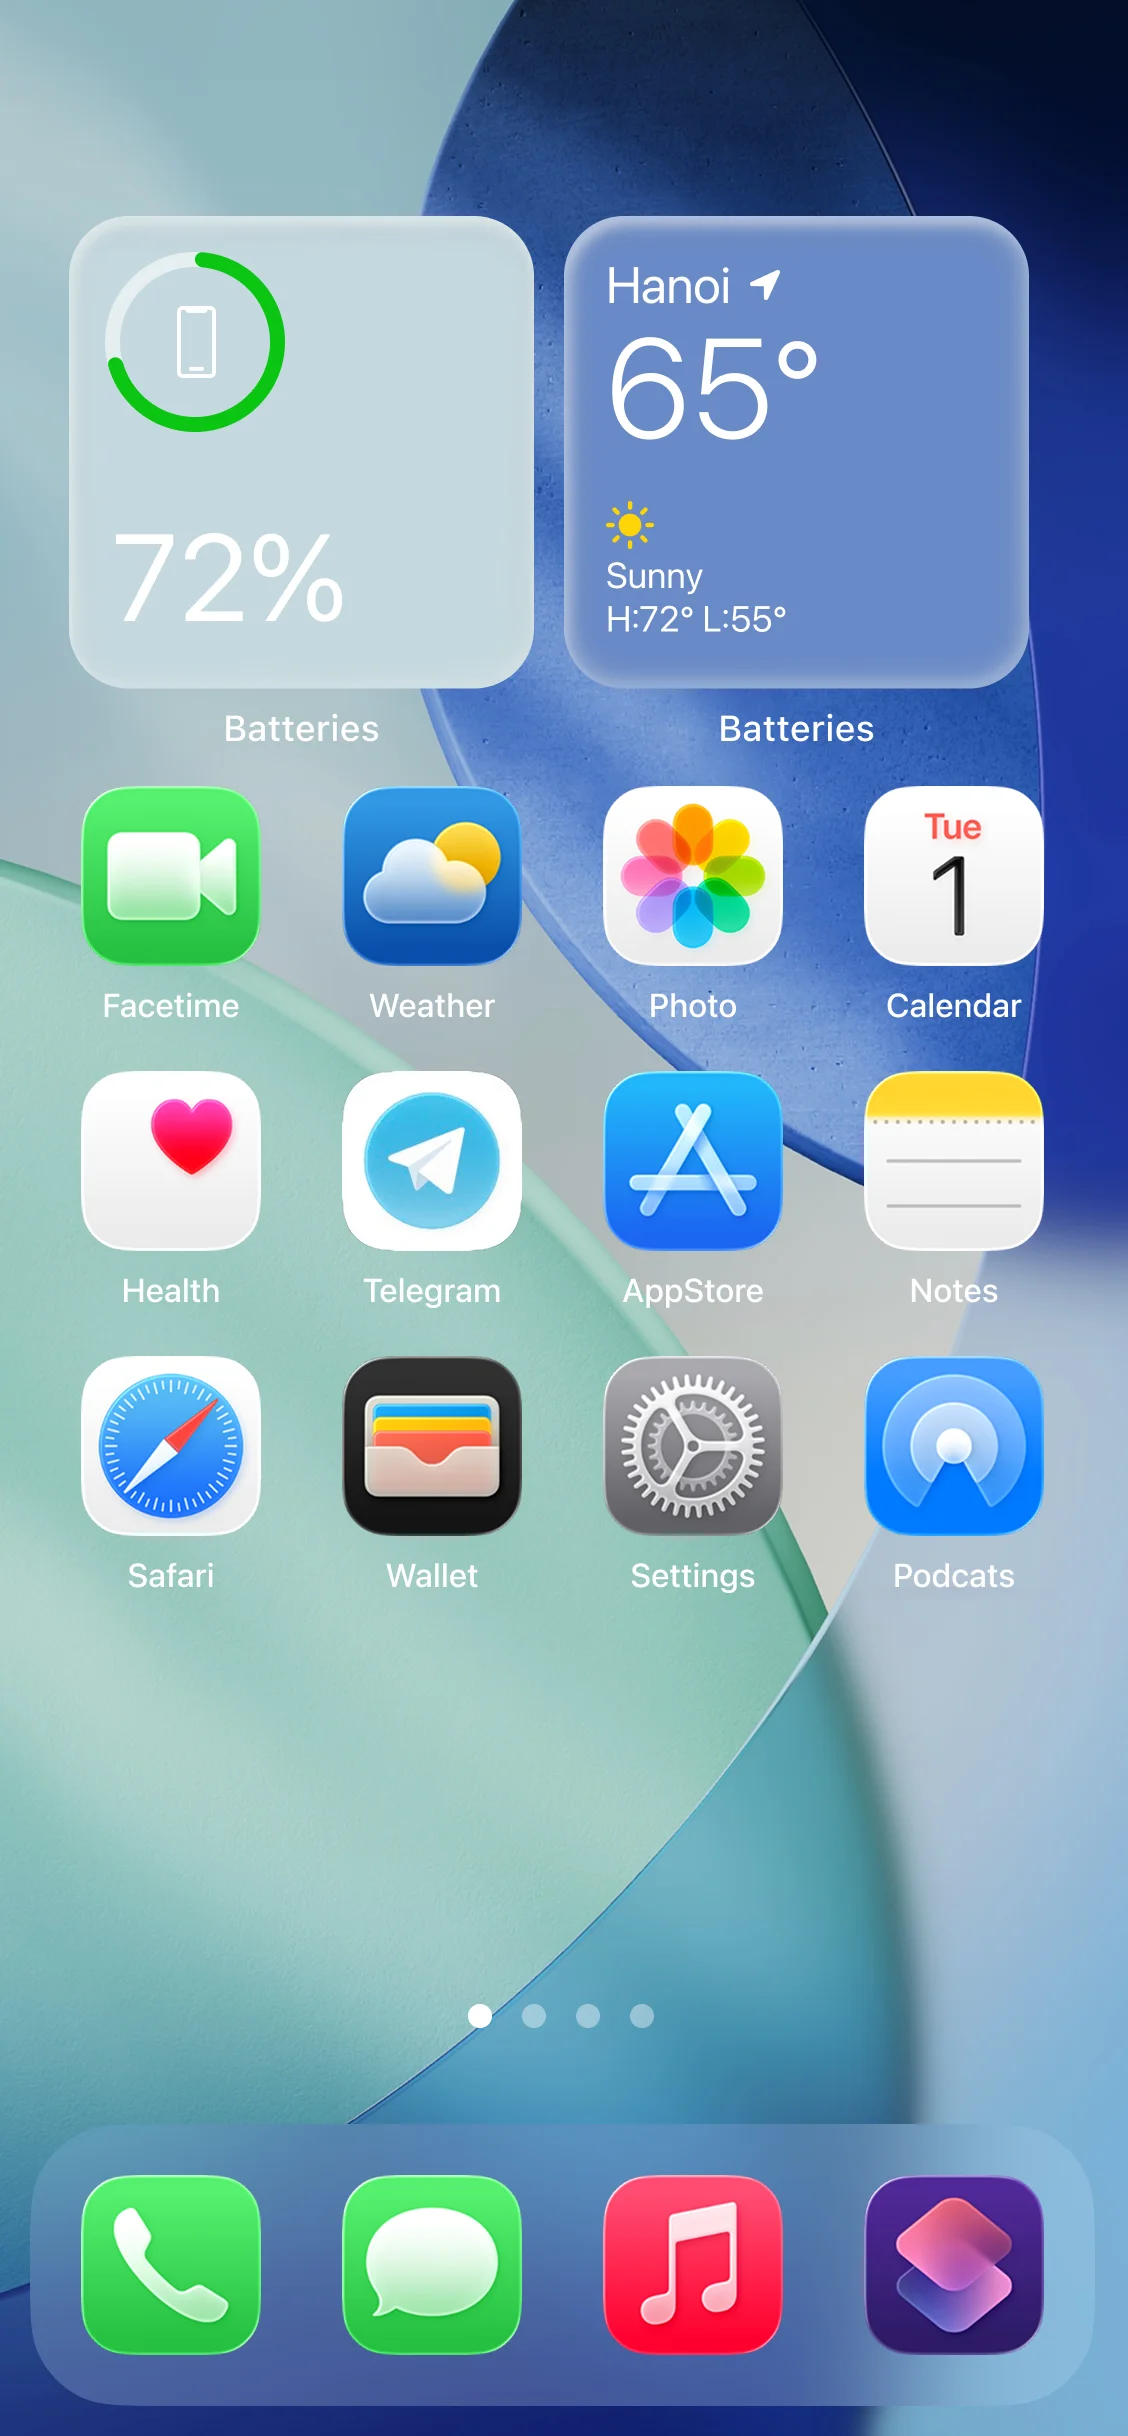 72%
Batteries
Hanoi
65°
Sunny
H:72° L:55°
Batteries
Facetime
Weather
Photo
Tue
1
Calendar
Health
Telegram
AppStore
Notes
Safari
Wallet
Settings
Podcats